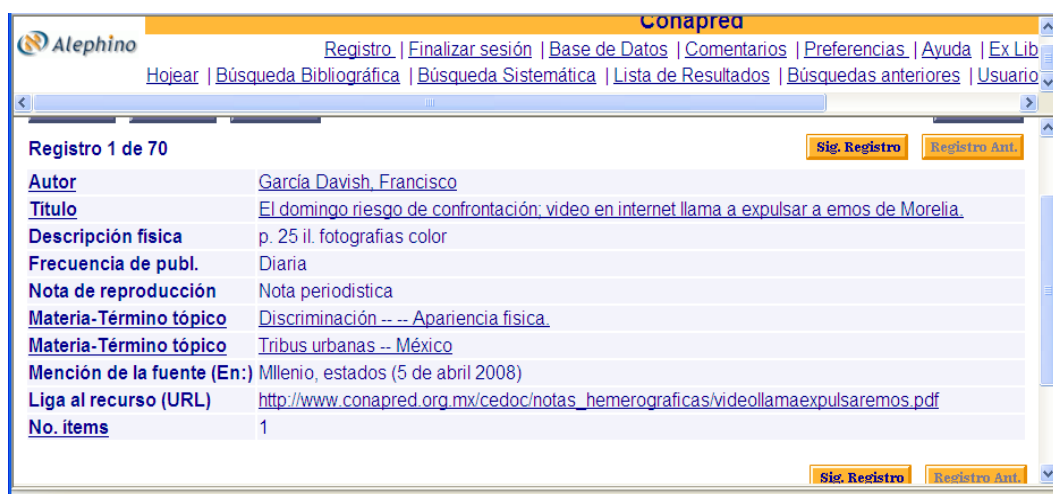 Conapred
Alephino
Registro | Finalizar sesión | Base de Datos | Comentarios | Preferencias | Ayuda | Ex Lib
Hojear | Búsqueda Bibliográfica | Búsqueda Sistemática | Lista de Resultados | Búsquedas anteriores | Usuario
Registro 1 de 70 Sig. Registro Registro Ant.
Autor García Davish, Francisco
Titulo El domingo riesgo de confrontación; video en internet llama a expulsar a emos de Morelia.
Descripción física p. 25 il. fotografias color
Frecuencia de publ. Diaria
Nota de reproducción Nota periodistica
Materia-Término tópico Discriminación -- -- Apariencia fisica.
Materia-Término tópico Tribus urbanas -- México
Mención de la fuente (En:) MIlenio, estados (5 de abril 2008)
Liga al recurso (URL) http://www.conapred.org.mx/cedoc/notas_hemerograficas/videollamaexpulsaremos.pdf
No. ítems 1
Sig. Registro Registro Ant.